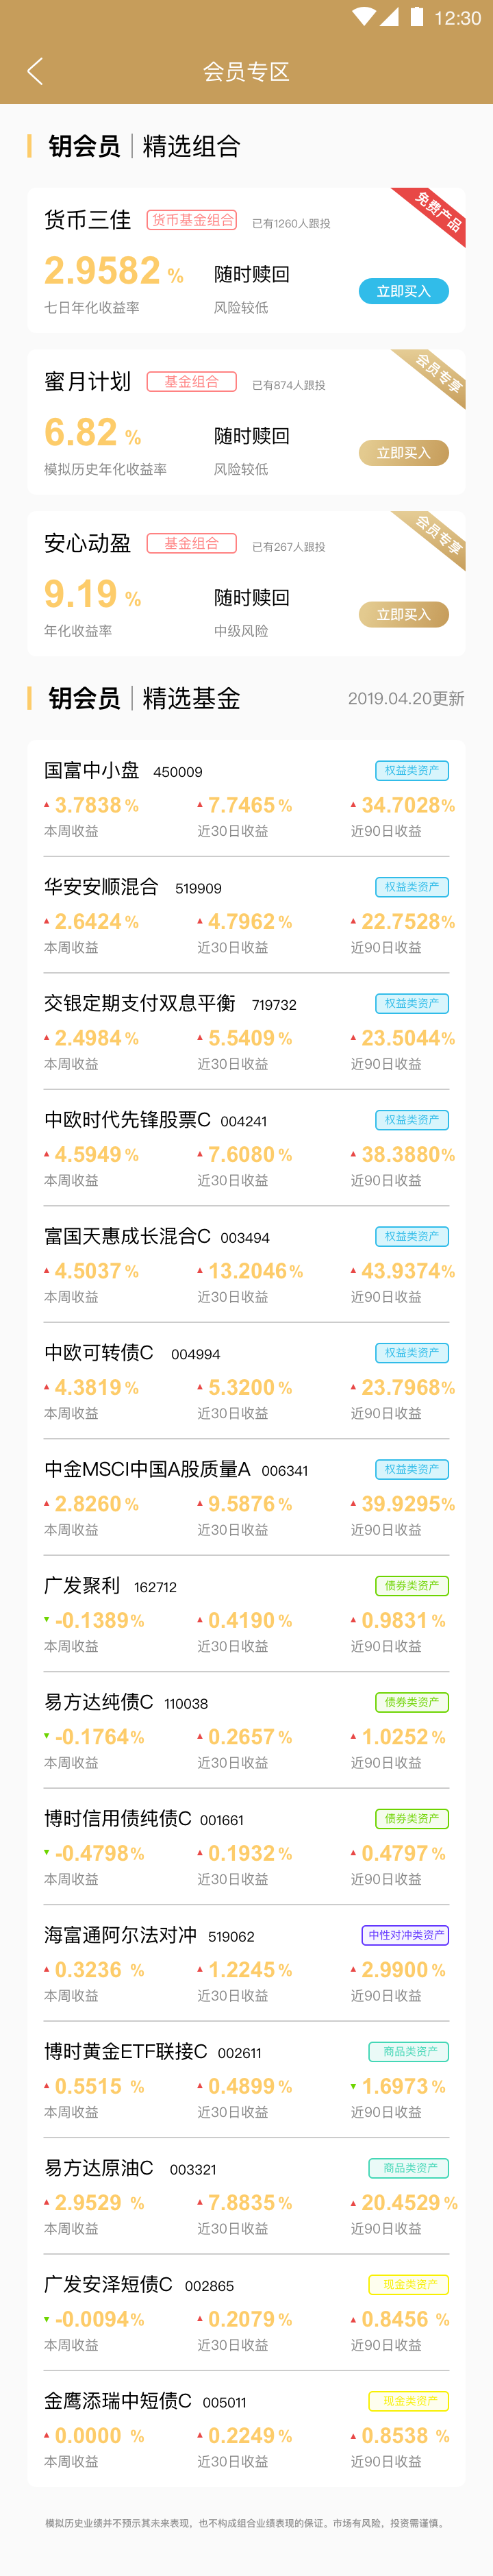 12:30
会员专区
钥会员 | 精选组合
货币三佳 货币基金组合 已有1260人跟投 免费产品
2.9582 % 随时赎回 立即买入
七日年化收益率 风险较低
蜜月计划 基金组合 已有874人跟投 会员专享
6.82 % 随时赎回 立即买入
模拟历史年化收益率 风险较低
安心动盈 基金组合 已有267人跟投 会员专享
9.19 % 随时赎回 立即买入
年化收益率 中级风险
钥会员 | 精选基金 2019.04.20更新
国富中小盘 450009 权益类资产
3.7838 % 7.7465 % 34.7028%
本周收益 近30日收益 近90日收益
华安安顺混合 519909 权益类资产
2.6424 % 4.7962 % 22.7528%
本周收益 近30日收益 近90日收益
交银定期支付双息平衡 719732 权益类资产
2.4984 % 5.5409 % 23.5044%
本周收益 近30日收益 近90日收益
中欧时代先锋股票C 004241 权益类资产
4.5949 % 7.6080 % 38.3880%
本周收益 近30日收益 近90日收益
富国天惠成长混合C 003494 权益类资产
4.5037 % 13.2046 % 43.9374%
本周收益 近30日收益 近90日收益
中欧可转债C 004994 权益类资产
4.3819 % 5.3200 % 23.7968%
本周收益 近30日收益 近90日收益
中金MSCI中国A股质量A 006341 权益类资产
2.8260 % 9.5876 % 39.9295%
本周收益 近30日收益 近90日收益
广发聚利 162712 债券类资产
-0.1389% 0.4190 % 0.9831 %
本周收益 近30日收益 近90日收益
易方达纯债C 110038 债券类资产
-0.1764% 0.2657 % 1.0252 %
本周收益 近30日收益 近90日收益
博时信用债纯债C 001661 债券类资产
-0.4798% 0.1932 % 0.4797 %
本周收益 近30日收益 近90日收益
海富通阿尔法对冲 519062 中性对冲类资产
0.3236 % 1.2245 % 2.9900 %
本周收益 近30日收益 近90日收益
博时黄金ETF联接C 002611 商品类资产
0.5515 % 0.4899 % 1.6973 %
本周收益 近30日收益 近90日收益
易方达原油C 003321 商品类资产
2.9529 % 7.8835 % 20.4529 %
本周收益 近30日收益 近90日收益
广发安泽短债C 002865 现金类资产
-0.0094% 0.2079 % 0.8456 %
本周收益 近30日收益 近90日收益
金鹰添瑞中短债C 005011 现金类资产
0.0000 % 0.2249 % 0.8538 %
本周收益 近30日收益 近90日收益
模拟历史业绩并不预示其未来表现，也不构成组合业绩表现的保证。市场有风险，投资需谨慎。